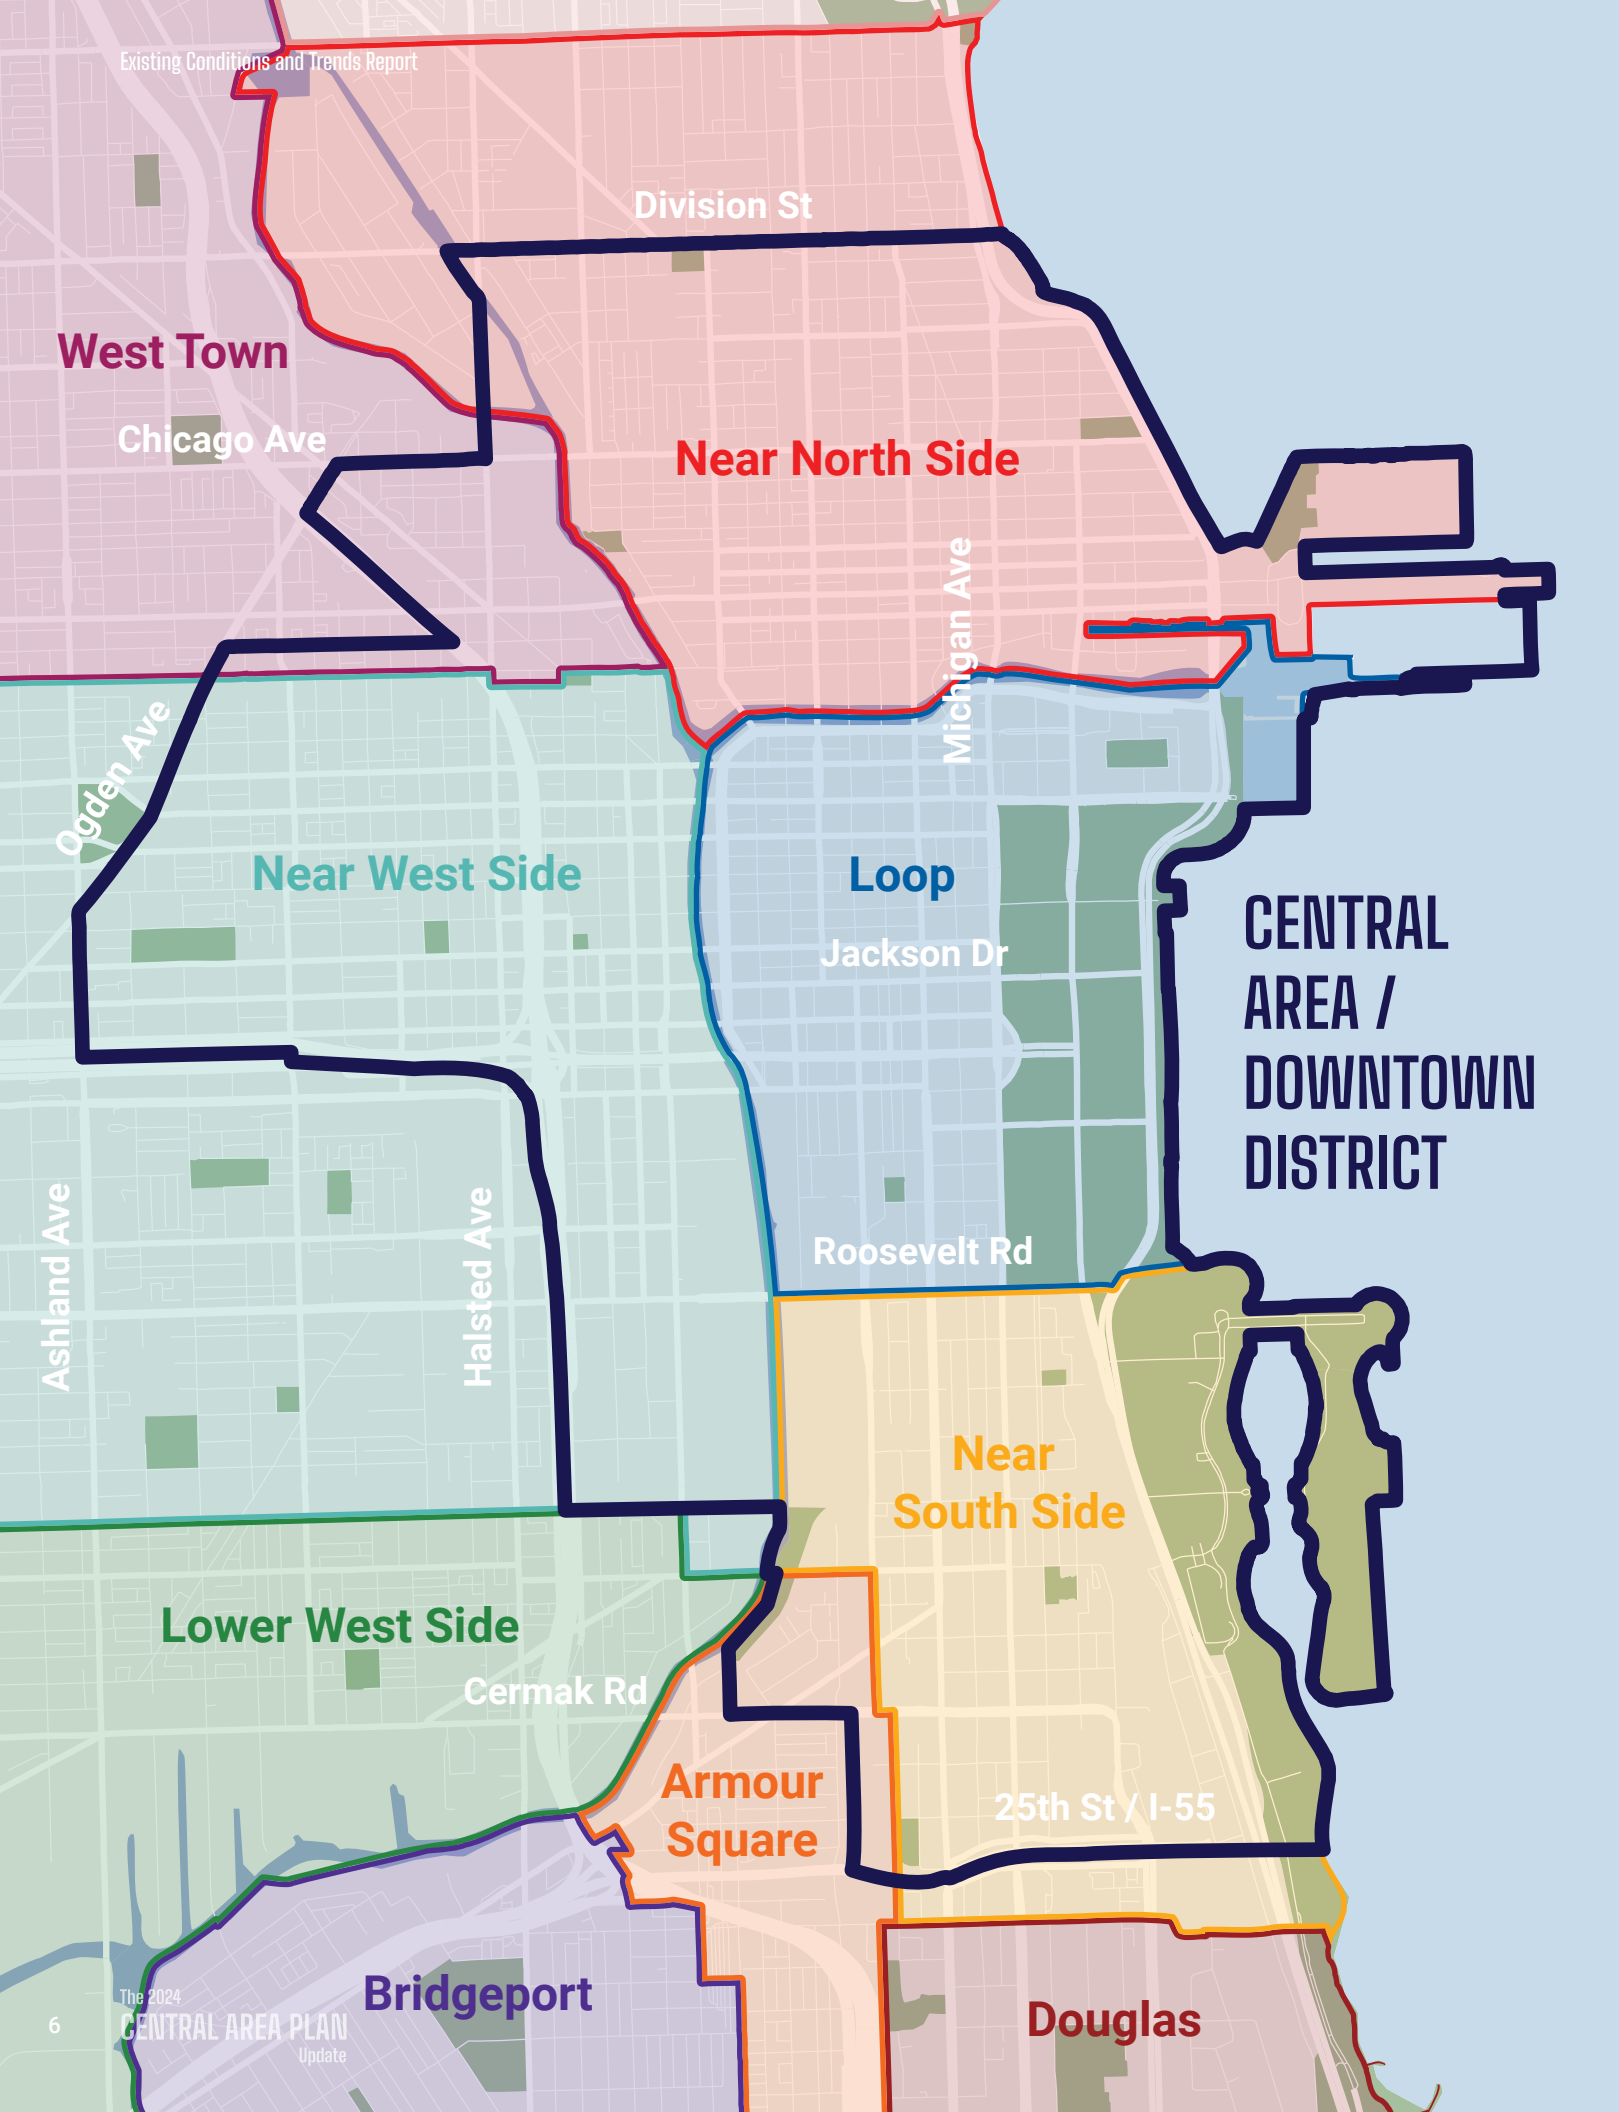 Existing Conditions and Trends Report
Division St
West Town
Chicago Ave
Near North Side
Michigan Ave
Ogden Ave
Near West Side
Loop
Jackson Dr
CENTRAL
AREA /
DOWNTOWN
DISTRICT
Ashland Ave
Halsted Ave
Roosevelt Rd
Near
South Side
Lower West Side
Cermak Rd
Armour
Square
25th St / I-55
Bridgeport
Douglas
6
The 2024
CENTRAL AREA PLAN
Update